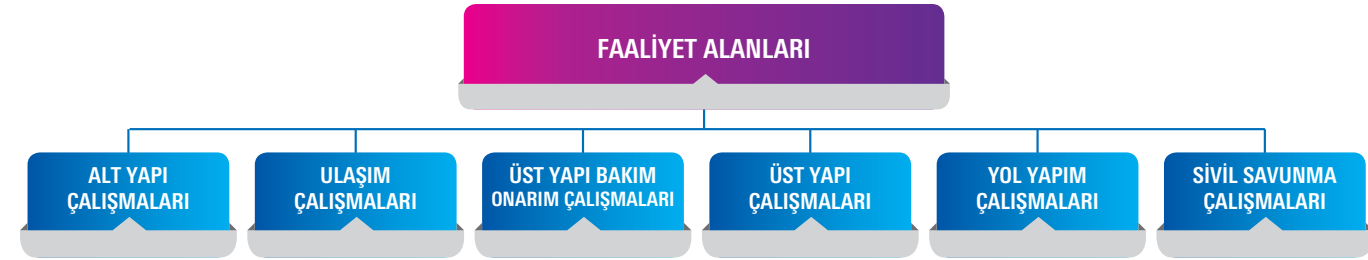 FAALİYET ALANLARI
ALT YAPI
ÇALIŞMALARI
ULAŞIM
ÇALIŞMALARI
ÜST YAPI BAKIM
ONARIM ÇALIŞMALARI
ÜST YAPI
ÇALIŞMALARI
YOL YAPIM
ÇALIŞMALARI
SİVİL SAVUNMA
ÇALIŞMALARI